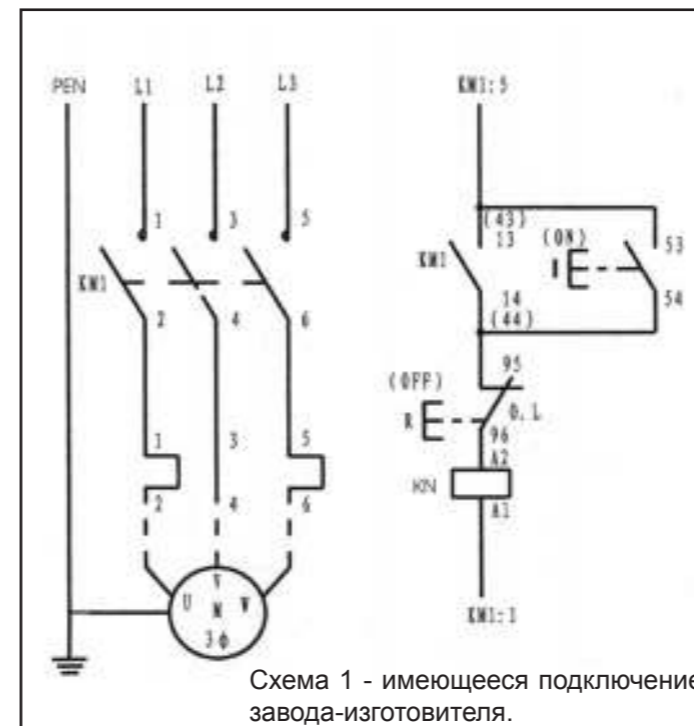 PEN L1 L2 L3 KM1:5
1 3 5 (43) 13 (ON) 53
KM1 KM1 I
2 4 6 14 (44) 54
(OFF) 95
R O.L
1 3 5 96
A2
KN
2 4 6 A1
U V W
M
3ф
KM1:1
Схема 1 - имеющееся подключение
завода-изготовителя.